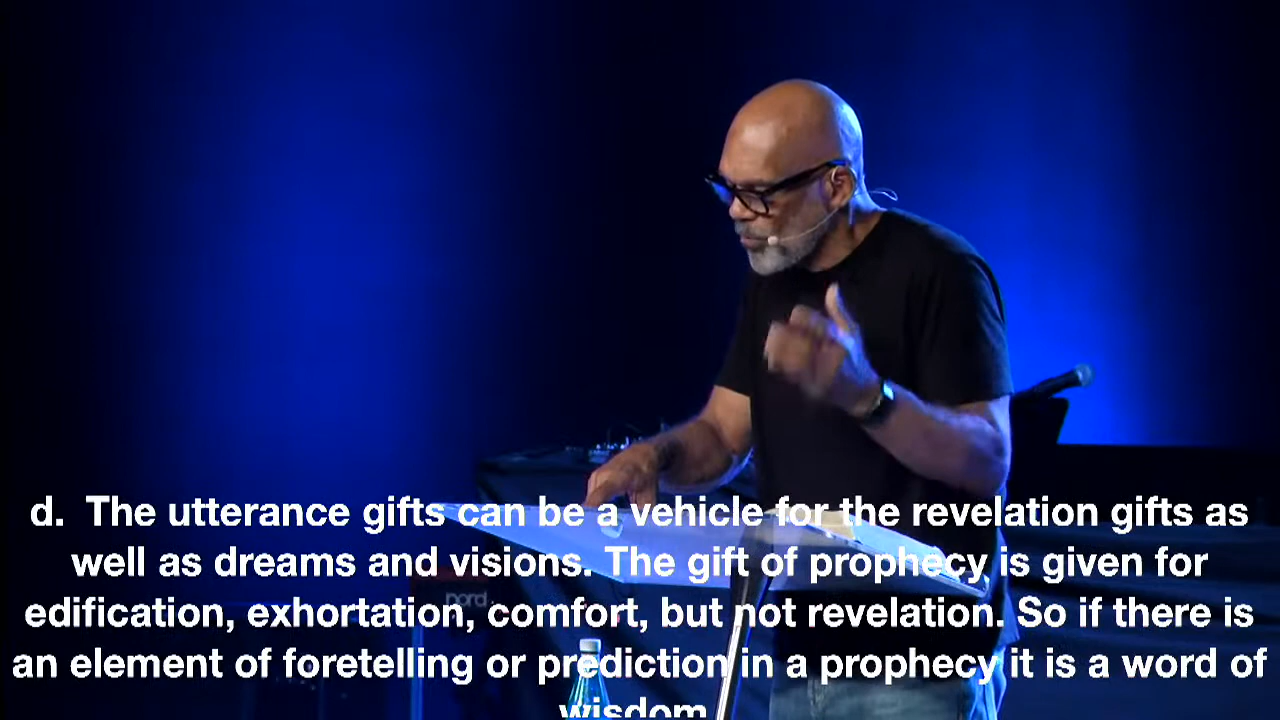 d. The utterance gifts can be a vehicle for the revelation gifts as
well as dreams and visions. The gift of prophecy is given for
edification, exhortation, comfort, but not revelation. So if there is
an element of foretelling or prediction in a prophecy it is a word of
wisdom
nord